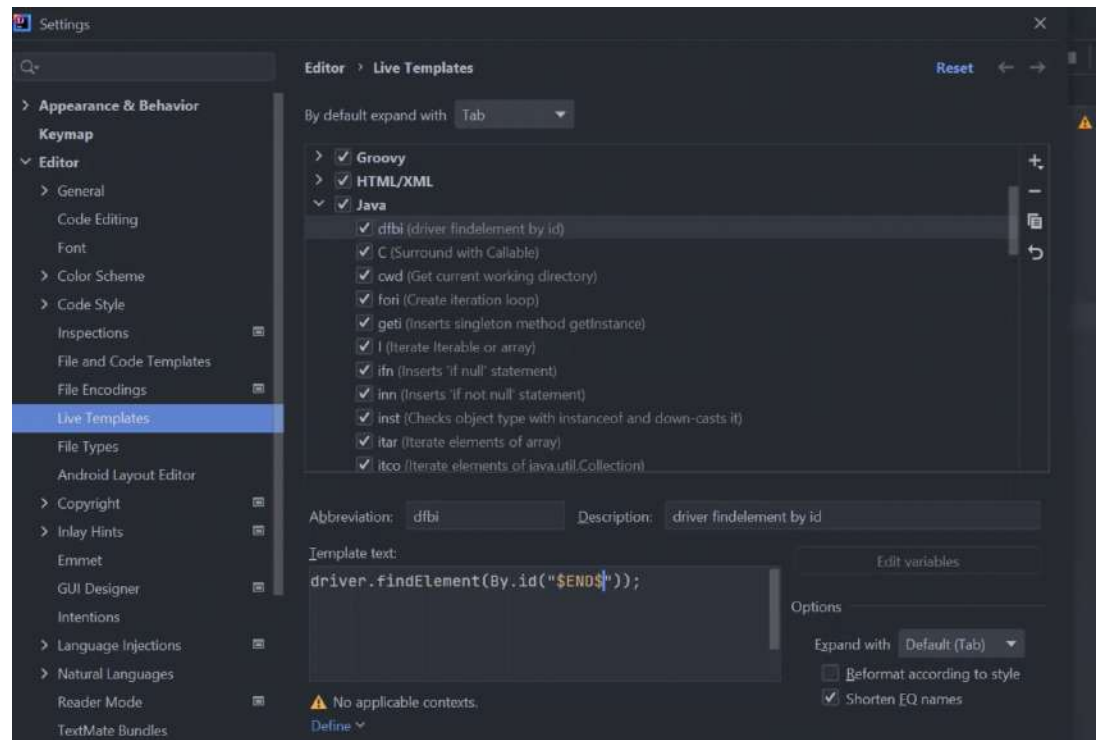 Settings
Editor › Live Templates
Reset
Appearance & Behavior
Keymap
Editor
General
Code Editing
Font
Color Scheme
Code Style
Inspections
File and Code Templates
File Encodings
Live Templates
File Types
Android Layout Editor
Copyright
Inlay Hints
Emmet
GUI Designer
Intentions
Language Injections
Natural Languages
Reader Mode
TextMate Bundles
By default expand with Tab
Groovy
HTML/XML
Java
dfbi (driver findelement by id)
C (Surround with Callable)
cwd (Get current working directory)
fori (Create iteration loop)
geti (Inserts singleton method getInstance)
I (Iterate Iterable or array)
ifn (Inserts 'if null' statement)
inn (Inserts 'if not null' statement)
inst (Checks object type with instanceof and down-casts it)
itar (Iterate elements of array)
itco (Iterate elements of java.util.Collection)
Abbreviation: dfbi Description: driver findelement by id
Template text:
driver.findElement(By.id("$END$"));
Edit variables
Options
Expand with Default (Tab)
Reformat according to style
Shorten FQ names
No applicable contexts.
Define